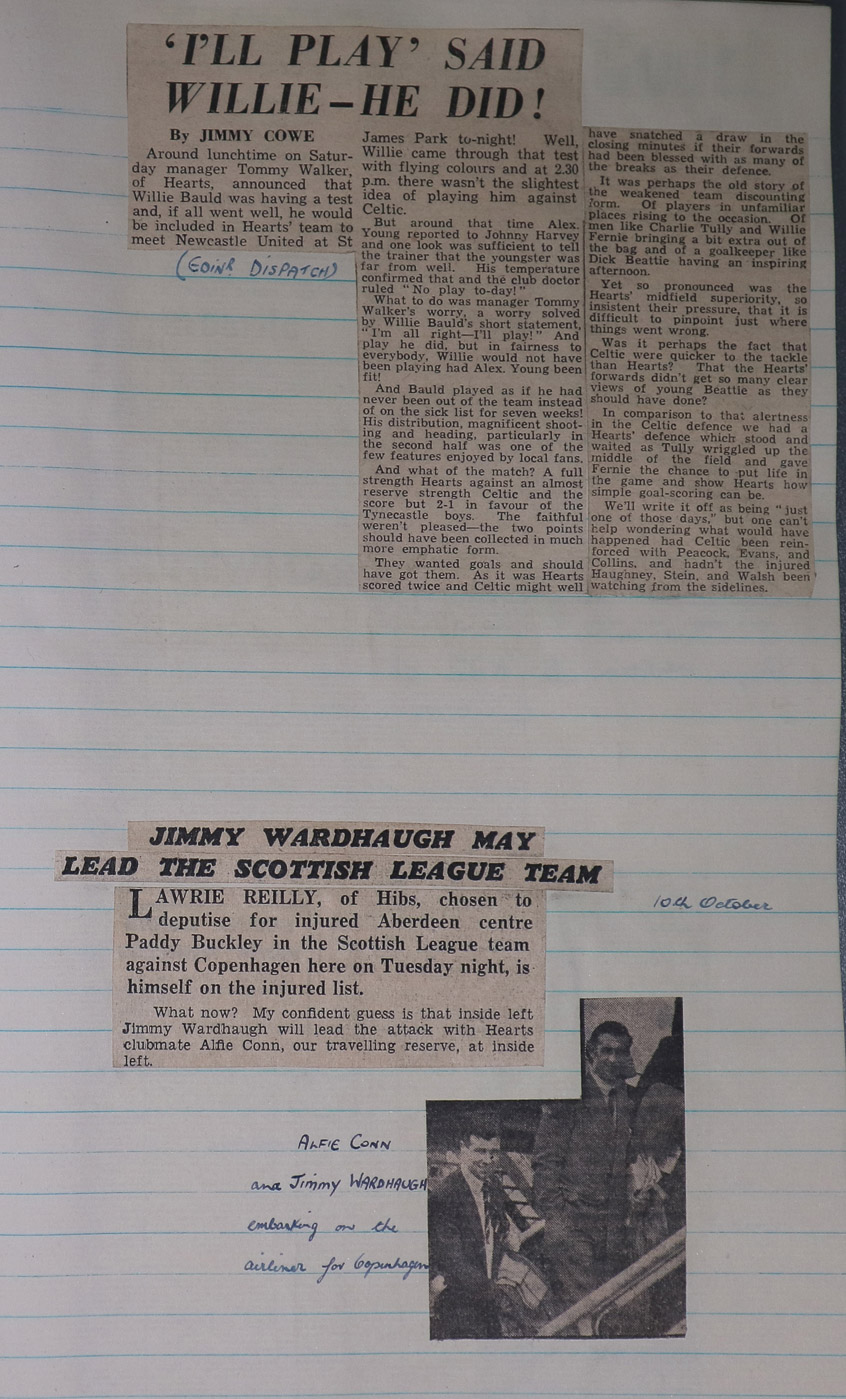 ‘I’LL PLAY’ SAID
WILLIE – HE DID!
By JIMMY COWE
Around lunchtime on Satur-
day manager Tommy Walker,
of Hearts, announced that
Willie Bauld was having a test
and, if all went well, he would
be included in Hearts' team to
meet Newcastle United at St
(EDINR DISPATCH)
James Park to-night! Well,
Willie came through that test
with flying colours and at 2.30
p.m. there wasn't the slightest
idea of playing him against
Celtic.
But around that time Alex.
Young reported to Johnny Harvey
and one look was sufficient to tell
the trainer that the youngster was
far from well. His temperature
confirmed that and the club doctor
ruled "No play to-day!"
What to do was manager Tommy
Walker's worry, a worry solved
by Willie Bauld's short statement,
"I'm all right—I'll play!" And
play he did, but in fairness to
everybody, Willie would not have
been playing had Alex. Young been
fit!
And Bauld played as if he had
never been out of the team instead
of on the sick list for seven weeks!
His distribution, magnificent shoot-
ing and heading, particularly in
the second half was one of the
few features enjoyed by local fans.
And what of the match? A full
strength Hearts against an almost
reserve strength Celtic and the
score but 2-1 in favour of the
Tynecastle boys. The faithful
weren't pleased—the two points
should have been collected in much
more emphatic form.
They wanted goals and should
have got them. As it was Hearts
scored twice and Celtic might well
have snatched a draw in the
closing minutes if their forwards
had been blessed with as many of
the breaks as their defence.
It was perhaps the old story of
the weakened team discounting
form. Of players in unfamiliar
places rising to the occasion. Of
men like Charlie Tully and Willie
Fernie bringing a bit extra out of
the bag and of a goalkeeper like
Dick Beattie having an inspiring
afternoon.
Yet so pronounced was the
Hearts' midfield superiority, so
insistent their pressure, that it is
difficult to pinpoint just where
things went wrong.
Was it perhaps the fact that
Celtic were quicker to the tackle
than Hearts? That the Hearts'
forwards didn't get so many clear
views of young Beattie as they
should have done?
In comparison to that alertness
in the Celtic defence we had a
Hearts' defence which stood and
waited as Tully wriggled up the
middle of the field and gave
Fernie the chance to put life in
the game and show Hearts how
simple goal-scoring can be.
We'll write it off as being "just
one of those days," but one can't
help wondering what would have
happened had Celtic been rein-
forced with Peacock, Evans, and
Collins, and hadn't the injured
Haughney, Stein, and Walsh been
watching from the sidelines.
JIMMY WARDHAUGH MAY
LEAD THE SCOTTISH LEAGUE TEAM
LAWRIE REILLY, of Hibs, chosen to
deputise for injured Aberdeen centre
Paddy Buckley in the Scottish League team
against Copenhagen here on Tuesday night, is
himself on the injured list.
What now? My confident guess is that inside left
Jimmy Wardhaugh will lead the attack with Hearts
clubmate Alfie Conn, our travelling reserve, at inside
left.
10th October
ALFIE CONN
and Jimmy WARDHAUGH
embarking on the
airliner for Copenhagen